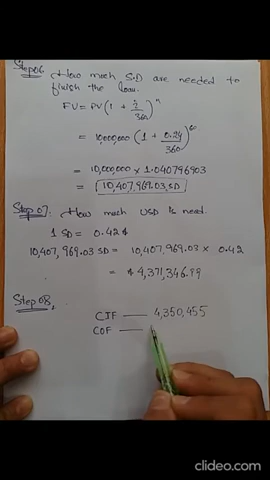 Step 06 How much S.D are needed to
finish the loan.
FV = PV (1 + i/360)^n
= 10,000,000 (1 + 0.24/360)^60
= 10,000,000 × 1.040796903
= 10,407,969.03 SD
Step 07. How much USD is need.
1 SD = 0.42$
10,407,969.03 SD = 10,407,969.03 × 0.42
= $ 4,371,346.99
Step 08.
CIF — 4,350,455
COF —
clideo.com